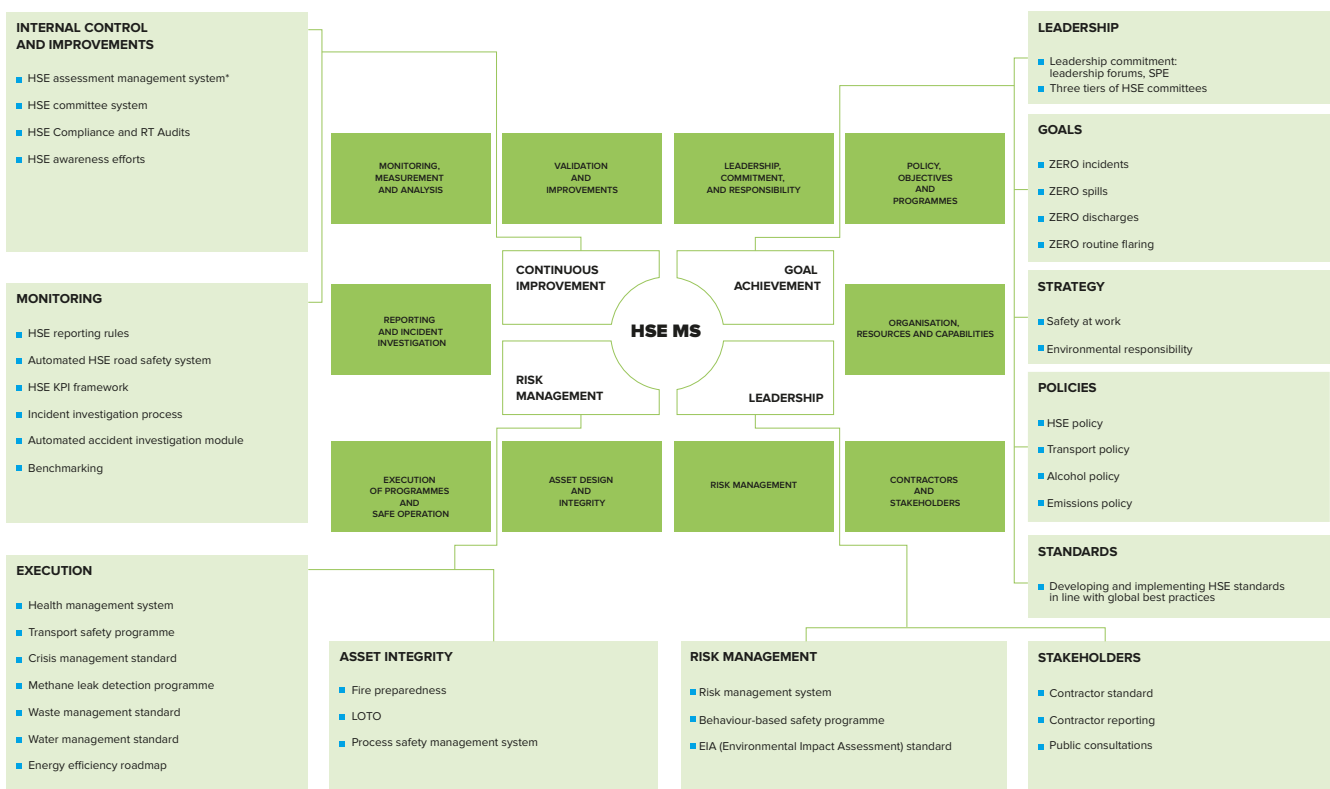 INTERNAL CONTROL
AND IMPROVEMENTS
HSE assessment management system*
HSE committee system
HSE Compliance and RT Audits
HSE awareness efforts
MONITORING
HSE reporting rules
Automated HSE road safety system
HSE KPI framework
Incident investigation process
Automated accident investigation module
Benchmarking
EXECUTION
Health management system
Transport safety programme
Crisis management standard
Methane leak detection programme
Waste management standard
Water management standard
Energy efficiency roadmap
MONITORING,
MEASUREMENT
AND ANALYSIS
VALIDATION
AND
IMPROVEMENTS
LEADERSHIP,
COMMITMENT,
AND RESPONSIBILITY
POLICY,
OBJECTIVES
AND
PROGRAMMES
REPORTING
AND INCIDENT
INVESTIGATION
CONTINUOUS
IMPROVEMENT
GOAL
ACHIEVEMENT
HSE MS
RISK
MANAGEMENT
LEADERSHIP
ORGANISATION,
RESOURCES AND CAPABILITIES
EXECUTION
OF PROGRAMMES
AND
SAFE OPERATION
ASSET DESIGN
AND
INTEGRITY
RISK MANAGEMENT
CONTRACTORS
AND
STAKEHOLDERS
ASSET INTEGRITY
Fire preparedness
LOTO
Process safety management system
RISK MANAGEMENT
Risk management system
Behaviour-based safety programme
EIA (Environmental Impact Assessment) standard
LEADERSHIP
Leadership commitment:
leadership forums, SPE
Three tiers of HSE committees
GOALS
ZERO incidents
ZERO spills
ZERO discharges
ZERO routine flaring
STRATEGY
Safety at work
Environmental responsibility
POLICIES
HSE policy
Transport policy
Alcohol policy
Emissions policy
STANDARDS
Developing and implementing HSE standards
in line with global best practices
STAKEHOLDERS
Contractor standard
Contractor reporting
Public consultations